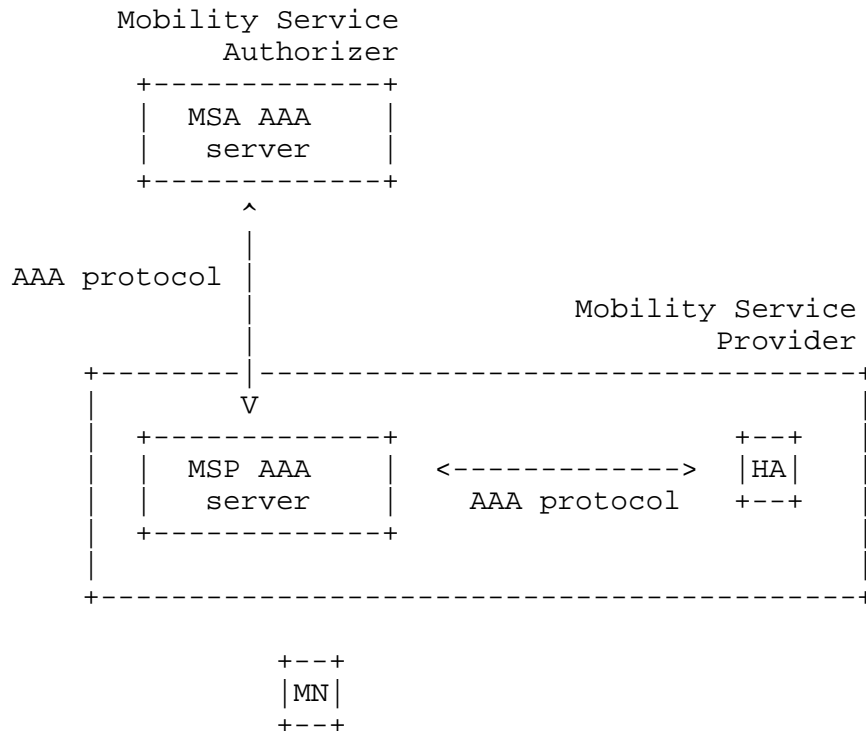 Mobility Service
Authorizer
MSA AAA
server
AAA protocol
Mobility Service
Provider
MSP AAA
server
AAA protocol
HA
MN